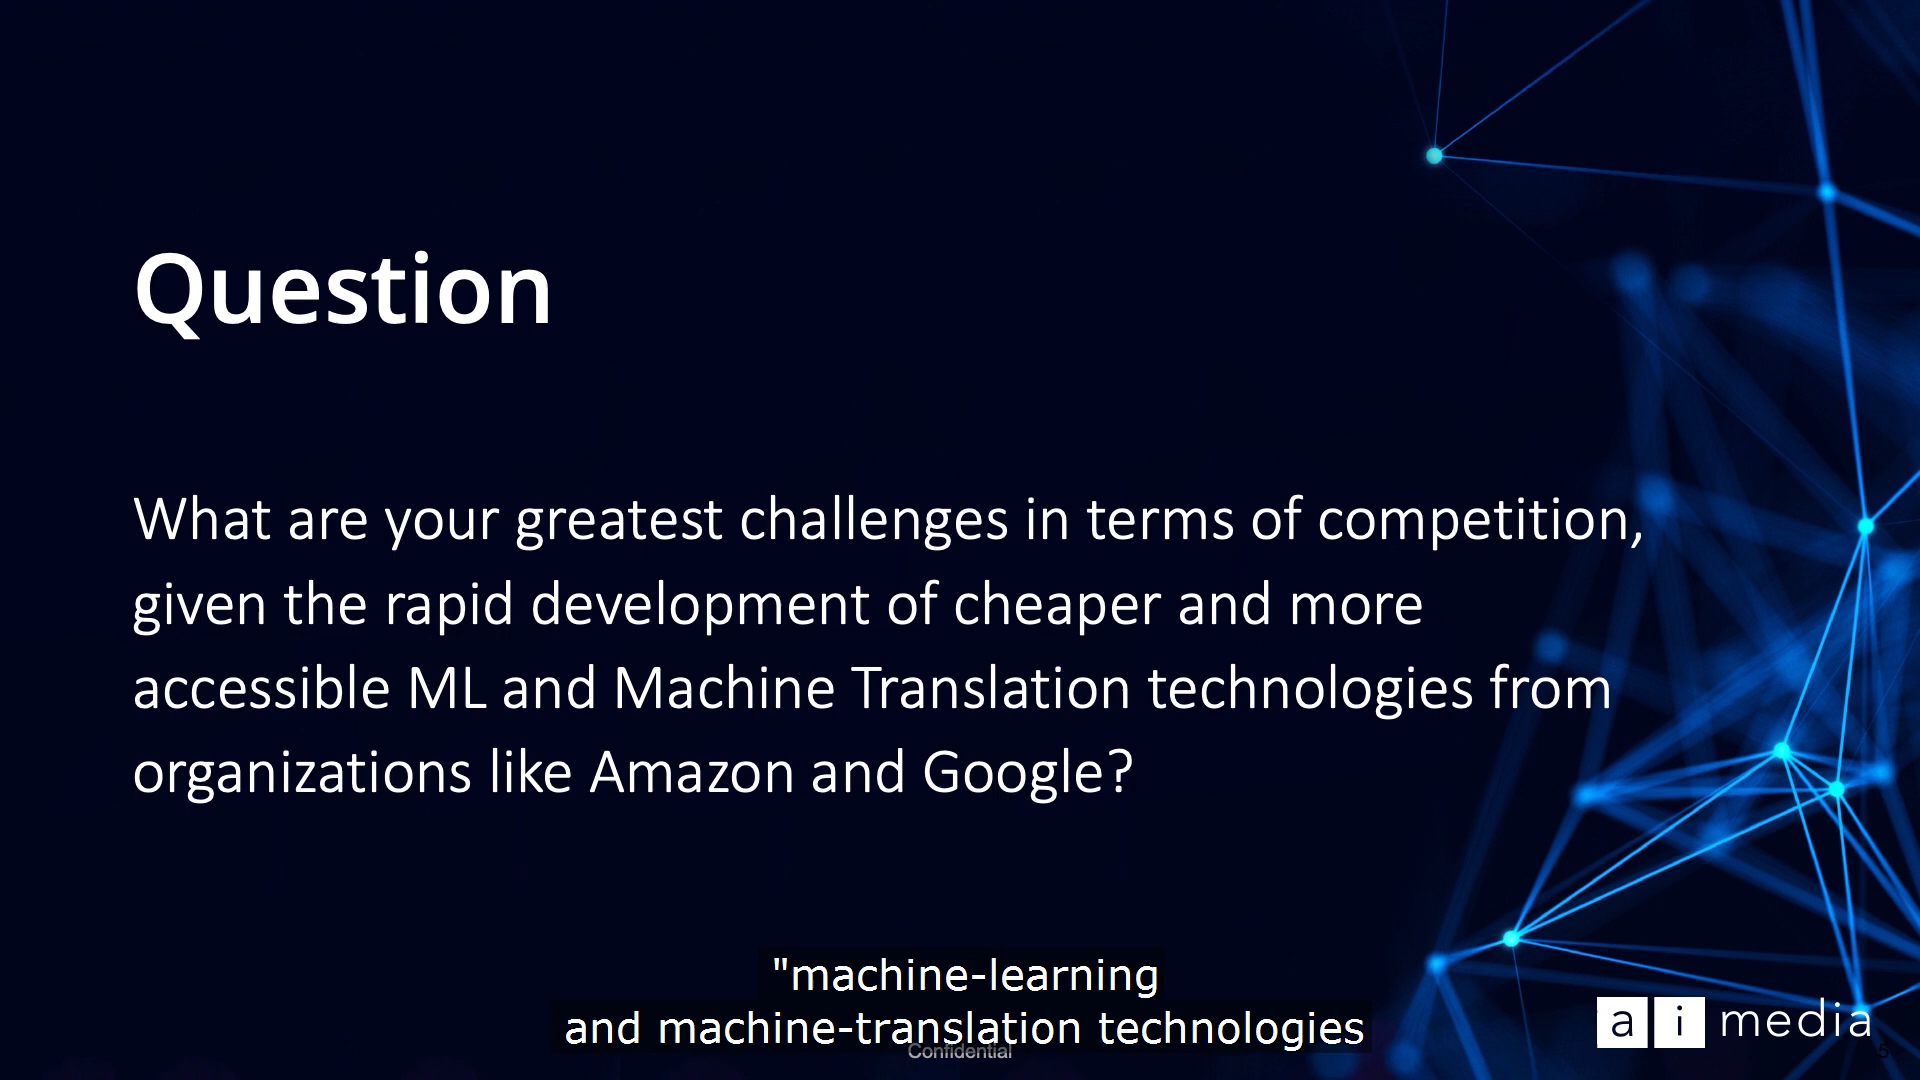 Question
What are your greatest challenges in terms of competition,
given the rapid development of cheaper and more
accessible ML and Machine Translation technologies from
organizations like Amazon and Google?
"machine-learning
and machine-translation technologies
Confidential
ai media
5